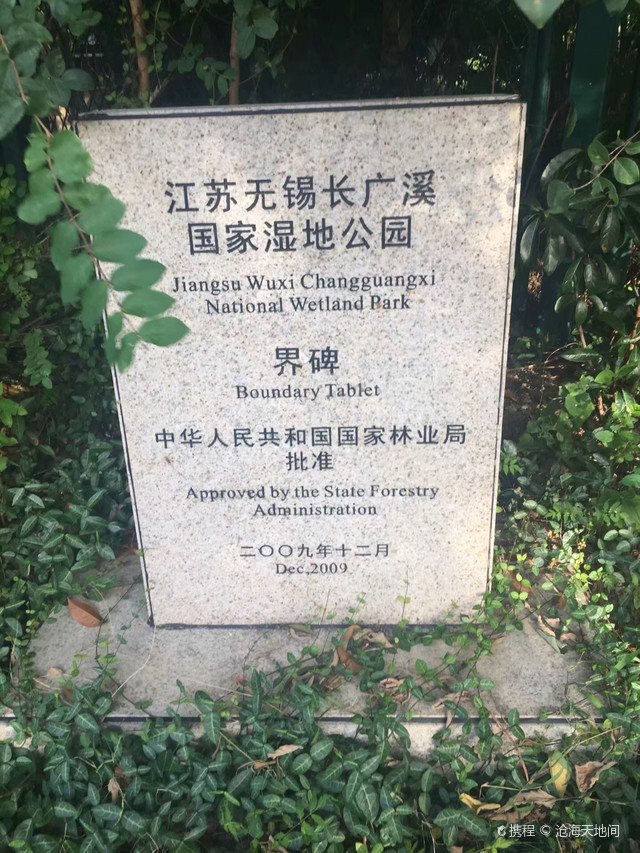 江苏无锡长广溪
国家湿地公园
Jiangsu Wuxi Changguangxi
National Wetland Park
界碑
Boundary Tablet
中华人民共和国国家林业局
批准
Approved by the State Forestry
Administration
二〇〇九年十二月
Dec.2009
携程 © 沧海天地间